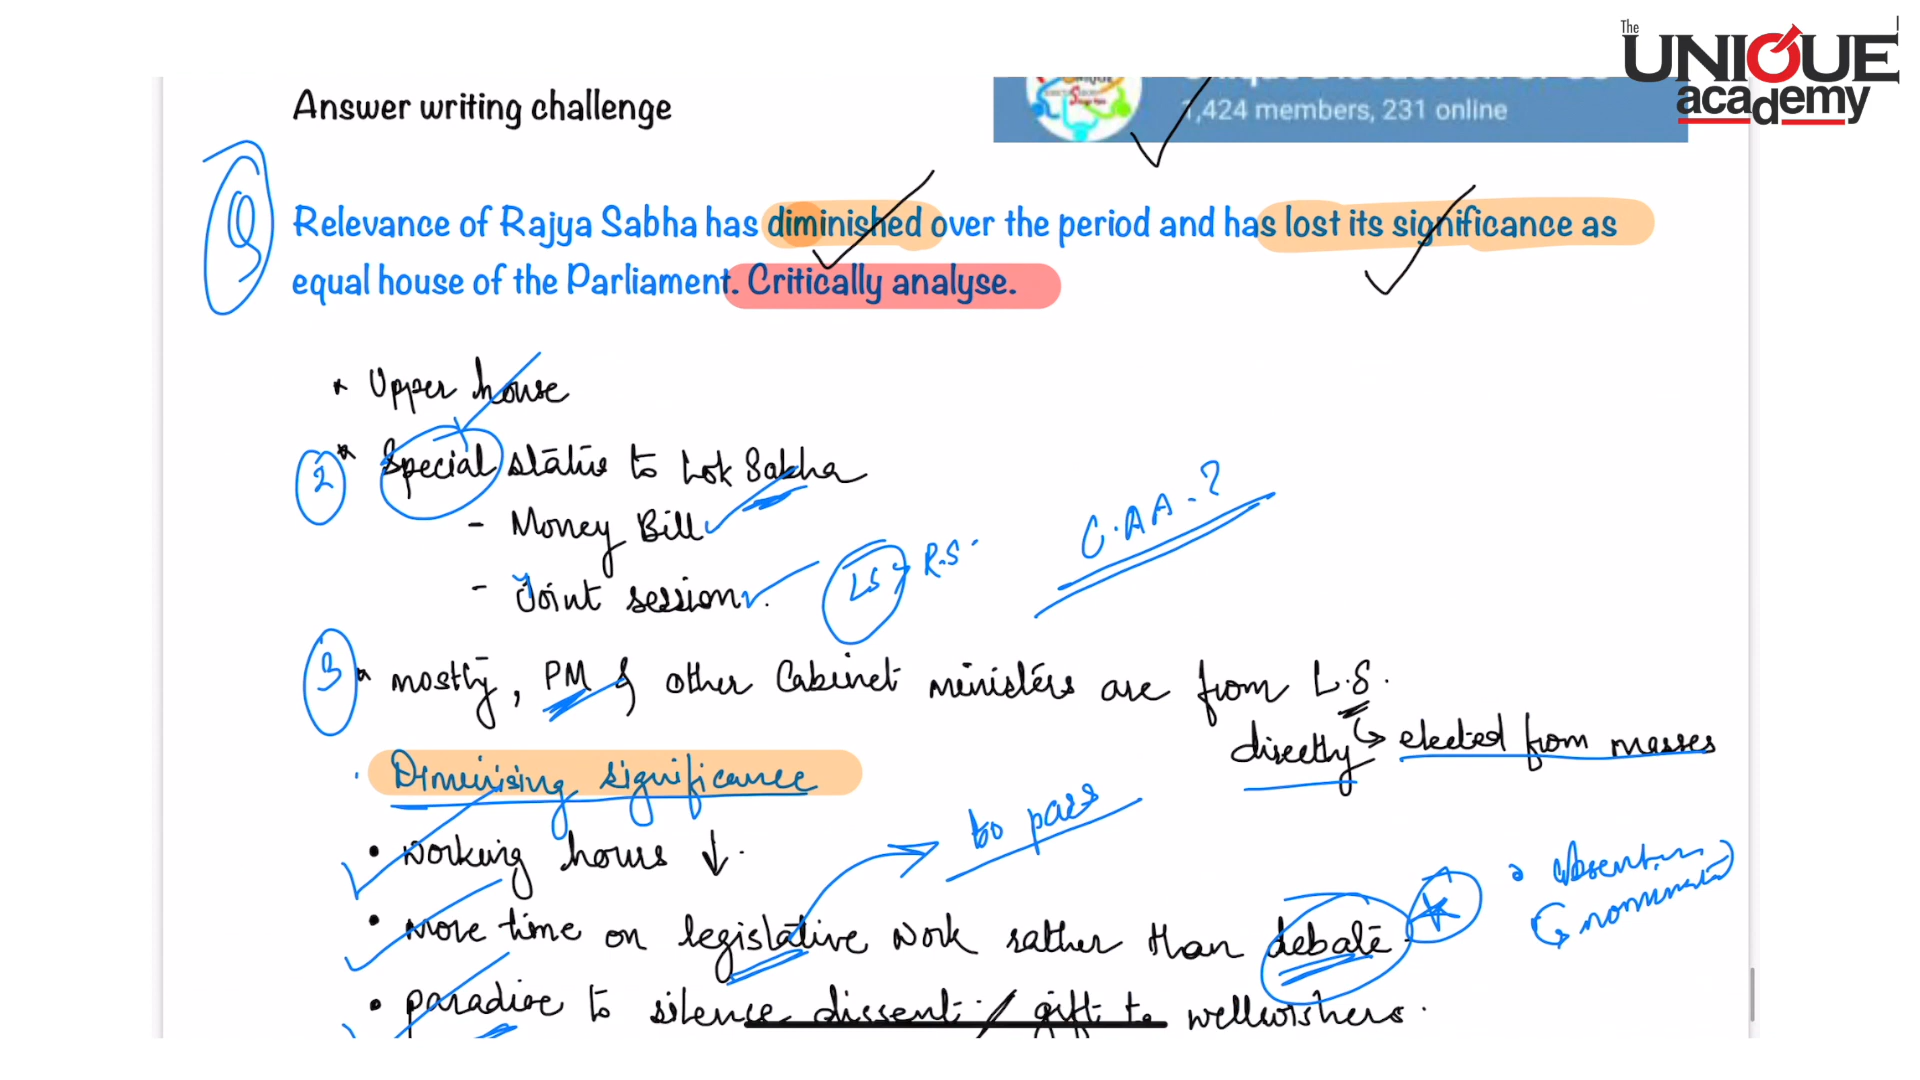 The
UNIQUE
academy
Answer writing challenge
1,424 members, 231 online
Q
Relevance of Rajya Sabha has diminished over the period and has lost its significance as
equal house of the Parliament. Critically analyse.
* Upper house
2 * Special status to Lok Sabha
- Money Bill
- Joint session.
LS > R.S.
C.AA-?
3 * mostly, PM & other Cabinet ministers are from L.S.
directly → elected from masses
Diminising significance
• working hours ↓.
to pass
• more time on legislative work rather than debate
• paradise to silence dissent / gift to wellwishers.